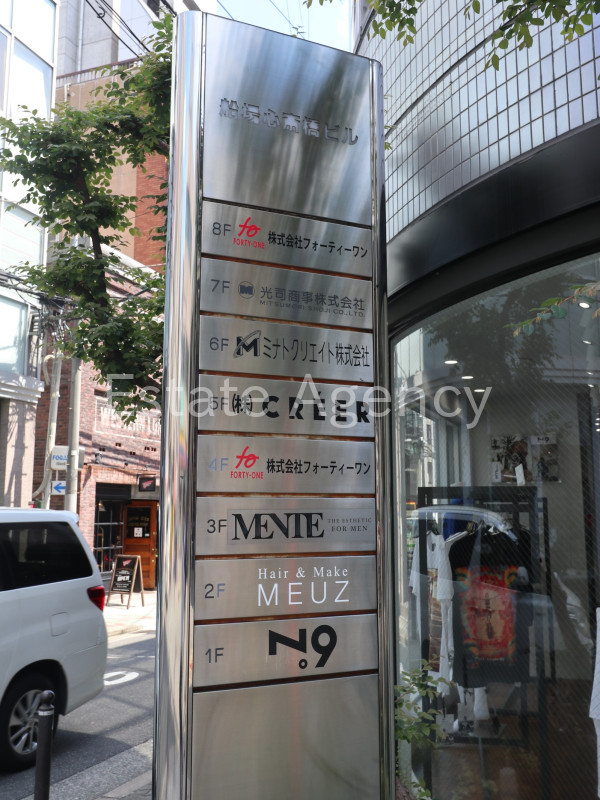 船場心斎橋ビル
8F FORTY-ONE 株式会社フォーティーワン
7F 光司商事株式会社
MITSUMORI SHOJI CO.,LTD.
6F ミナトクリエイト株式会社
5F (株) CREER
Estate Agency
4F FORTY-ONE 株式会社フォーティーワン
3F MENTE THE ESTHETIC
FOR MEN
2F Hair & Make
MEUZ
1F No.9